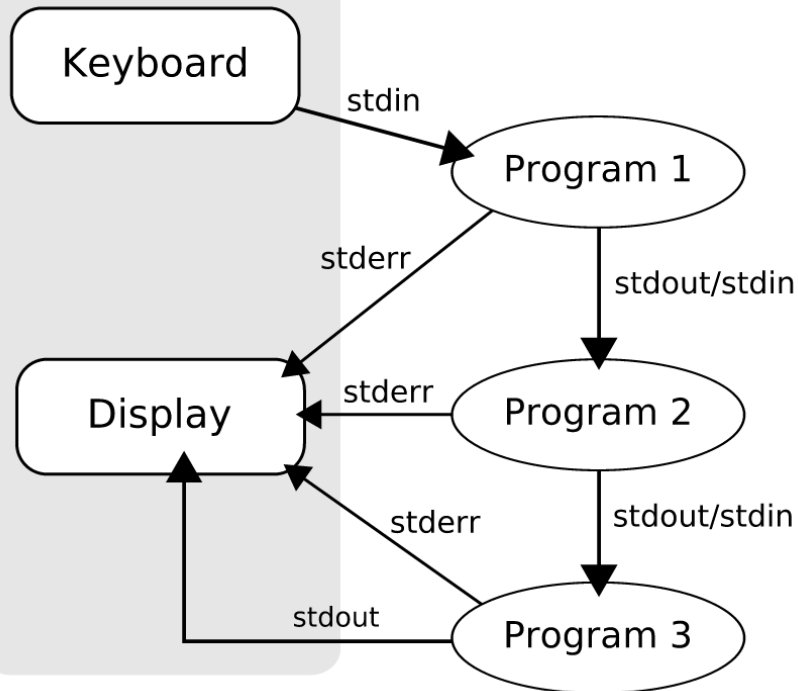 Keyboard
stdin
Program 1
stderr
stdout/stdin
Display
stderr
Program 2
stderr
stdout/stdin
stdout
Program 3